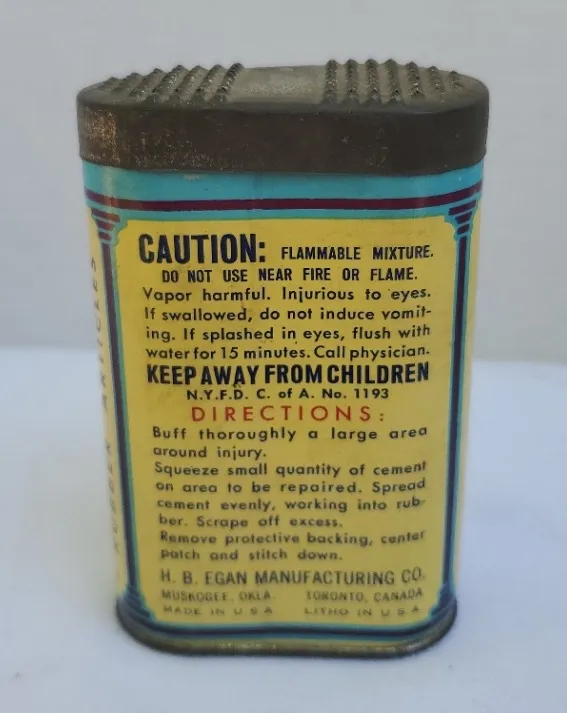 CAUTION: FLAMMABLE MIXTURE.
DO NOT USE NEAR FIRE OR FLAME.
Vapor harmful. Injurious to eyes.
If swallowed, do not induce vomit-
ing. If splashed in eyes, flush with
water for 15 minutes. Call physician.
KEEP AWAY FROM CHILDREN
N.Y.F.D. C. of A. No. 1193
DIRECTIONS:
Buff thoroughly a large area
around injury.
Squeeze small quantity of cement
on area to be repaired. Spread
cement evenly, working into rub-
ber. Scrape off excess.
Remove protective backing, center
patch and stitch down.
H. B. EGAN MANUFACTURING CO.
MUSKOGEE, OKLA. TORONTO, CANADA
MADE IN U S A LITHO IN U S A
RUBBER ARTICLES